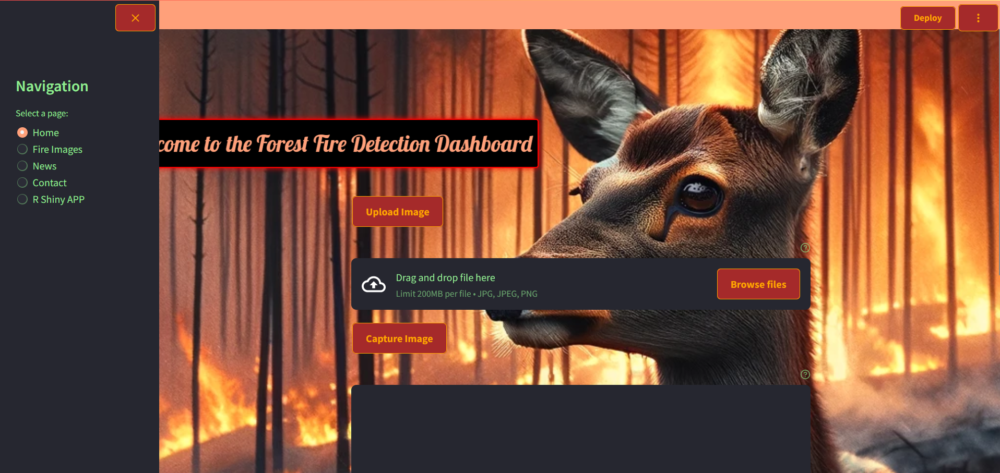 Deploy
Navigation
Select a page:
Home
Fire Images
News
Contact
R Shiny APP
come to the Forest Fire Detection Dashboard
Upload Image
Drag and drop file here
Limit 200MB per file • JPG, JPEG, PNG
Browse files
Capture Image